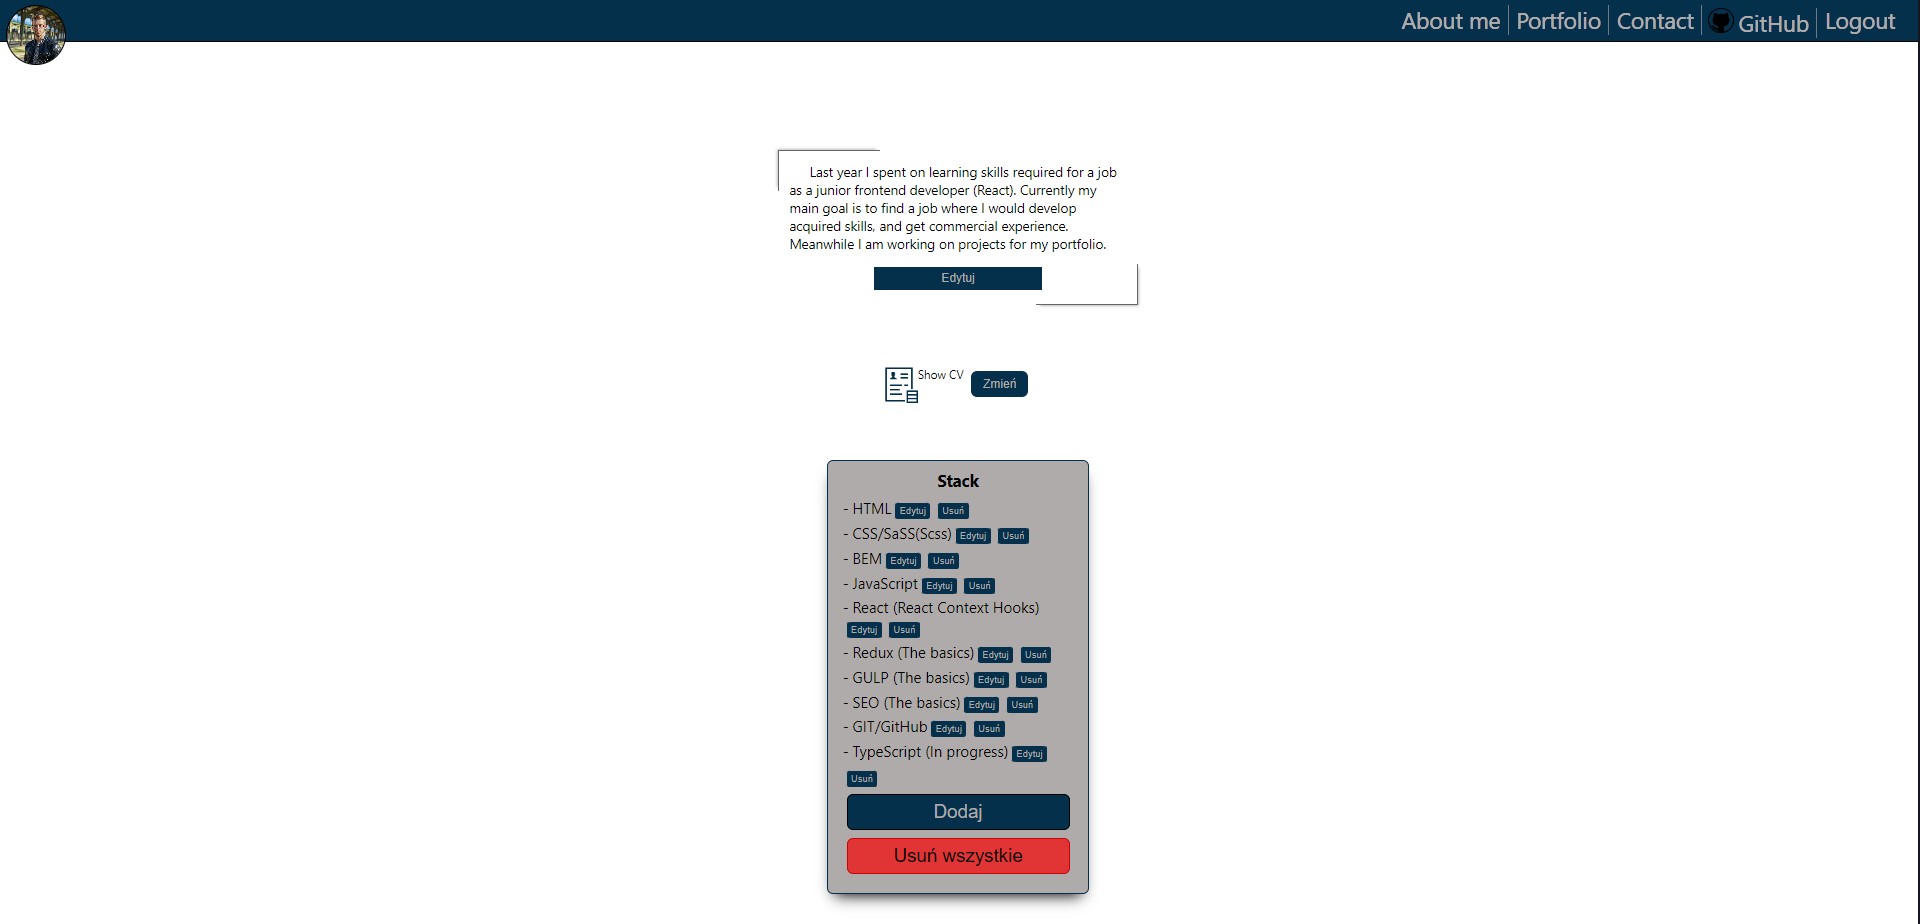 About me Portfolio Contact GitHub Logout
Last year I spent on learning skills required for a job
as a junior frontend developer (React). Currently my
main goal is to find a job where I would develop
acquired skills, and get commercial experience.
Meanwhile I am working on projects for my portfolio.
Edytuj
Show CV Zmień
Stack
- HTML Edytuj Usuń
- CSS/SaSS(Scss) Edytuj Usuń
- BEM Edytuj Usuń
- JavaScript Edytuj Usuń
- React (React Context Hooks)
Edytuj Usuń
- Redux (The basics) Edytuj Usuń
- GULP (The basics) Edytuj Usuń
- SEO (The basics) Edytuj Usuń
- GIT/GitHub Edytuj Usuń
- TypeScript (In progress) Edytuj
Usuń
Dodaj
Usuń wszystkie